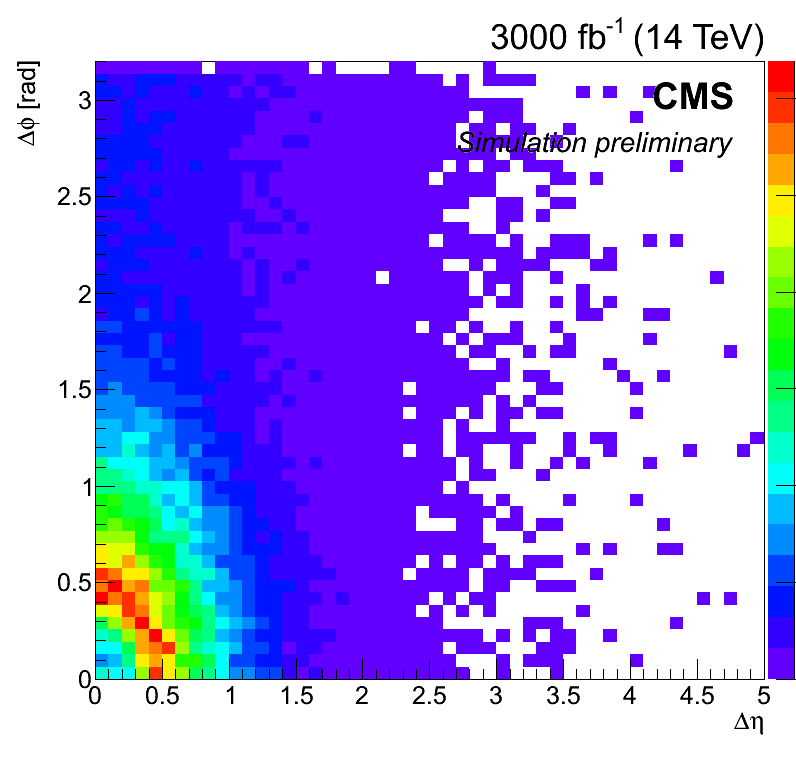 3000 fb⁻¹ (14 TeV)
Δϕ [rad]
CMS
Simulation preliminary
3
2.5
2
1.5
1
0.5
0
0 0.5 1 1.5 2 2.5 3 3.5 4 4.5 5
Δη